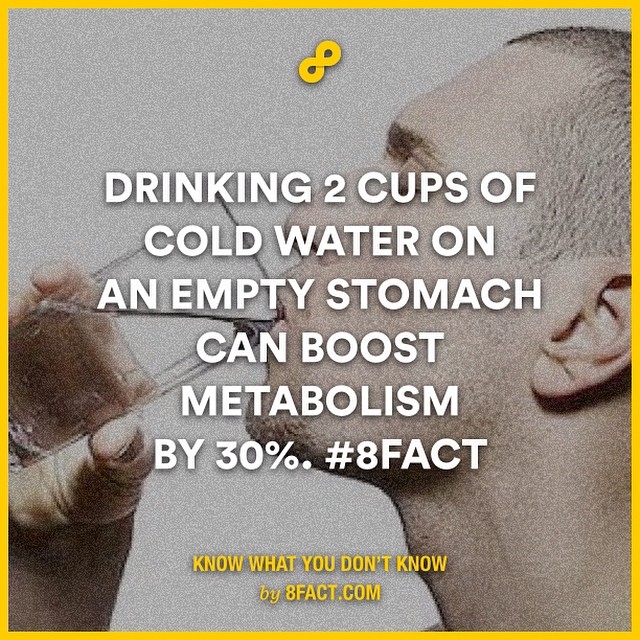 DRINKING 2 CUPS OF
COLD WATER ON
AN EMPTY STOMACH
CAN BOOST
METABOLISM
BY 30%. #8FACT
KNOW WHAT YOU DON'T KNOW
by 8FACT.COM